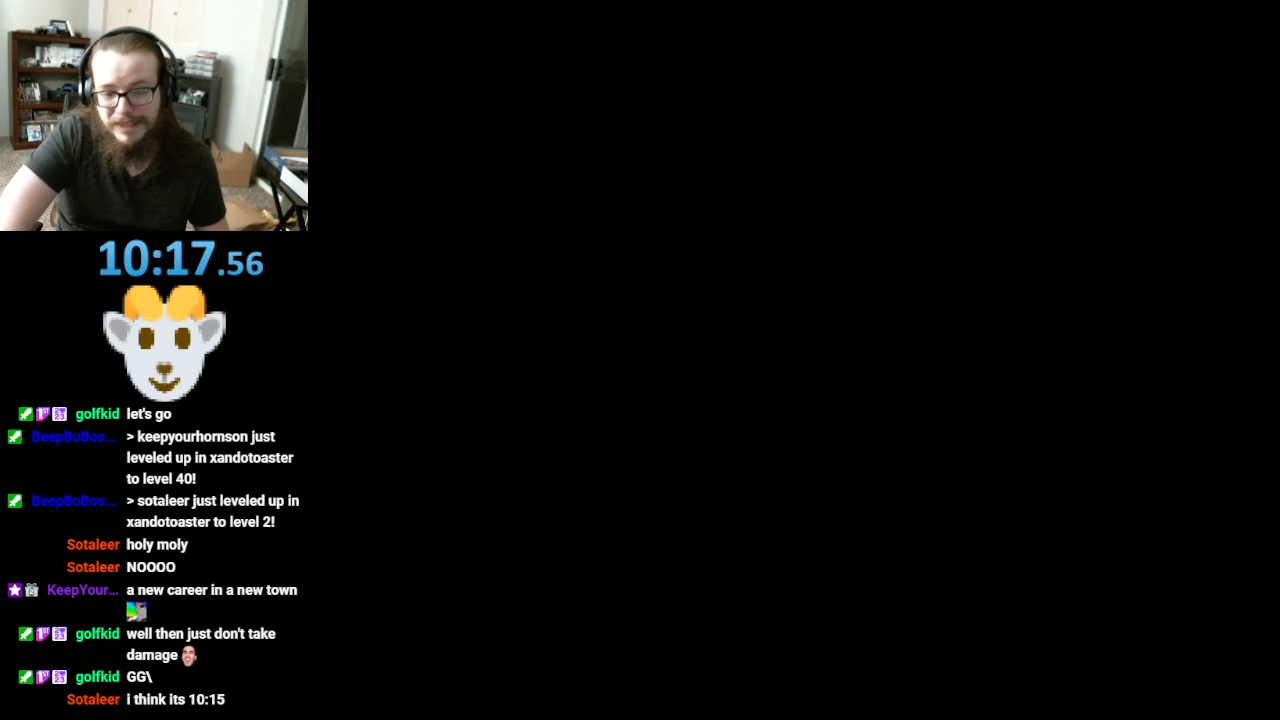 10:17.56
golfkid let's go
BeepBoBoo... > keepyourhornson just
leveled up in xandotoaster
to level 40!
BeepBoBoo... > sotaleer just leveled up in
xandotoaster to level 2!
Sotaleer holy moly
Sotaleer NOOOO
KeepYour... a new career in a new town
golfkid well then just don't take
damage
golfkid GG\
Sotaleer i think its 10:15